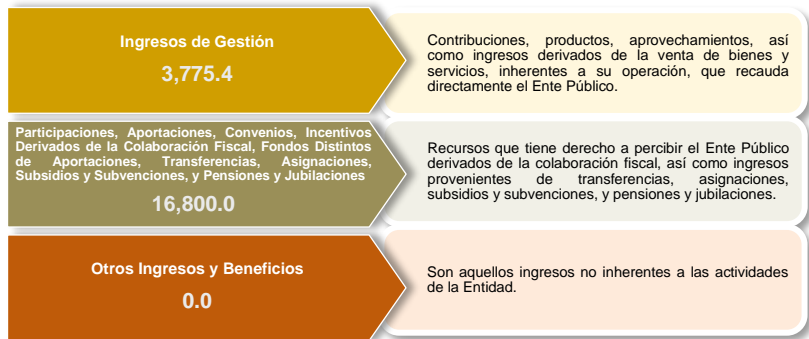 Ingresos de Gestión
3,775.4
Contribuciones, productos, aprovechamientos, así
como ingresos derivados de la venta de bienes y
servicios, inherentes a su operación, que recauda
directamente el Ente Público.
Participaciones, Aportaciones, Convenios, Incentivos
Derivados de la Colaboración Fiscal, Fondos Distintos
de Aportaciones, Transferencias, Asignaciones,
Subsidios y Subvenciones, y Pensiones y Jubilaciones
16,800.0
Recursos que tiene derecho a percibir el Ente Público
derivados de la colaboración fiscal, así como ingresos
provenientes de transferencias, asignaciones,
subsidios y subvenciones, y pensiones y jubilaciones.
Otros Ingresos y Beneficios
0.0
Son aquellos ingresos no inherentes a las actividades
de la Entidad.